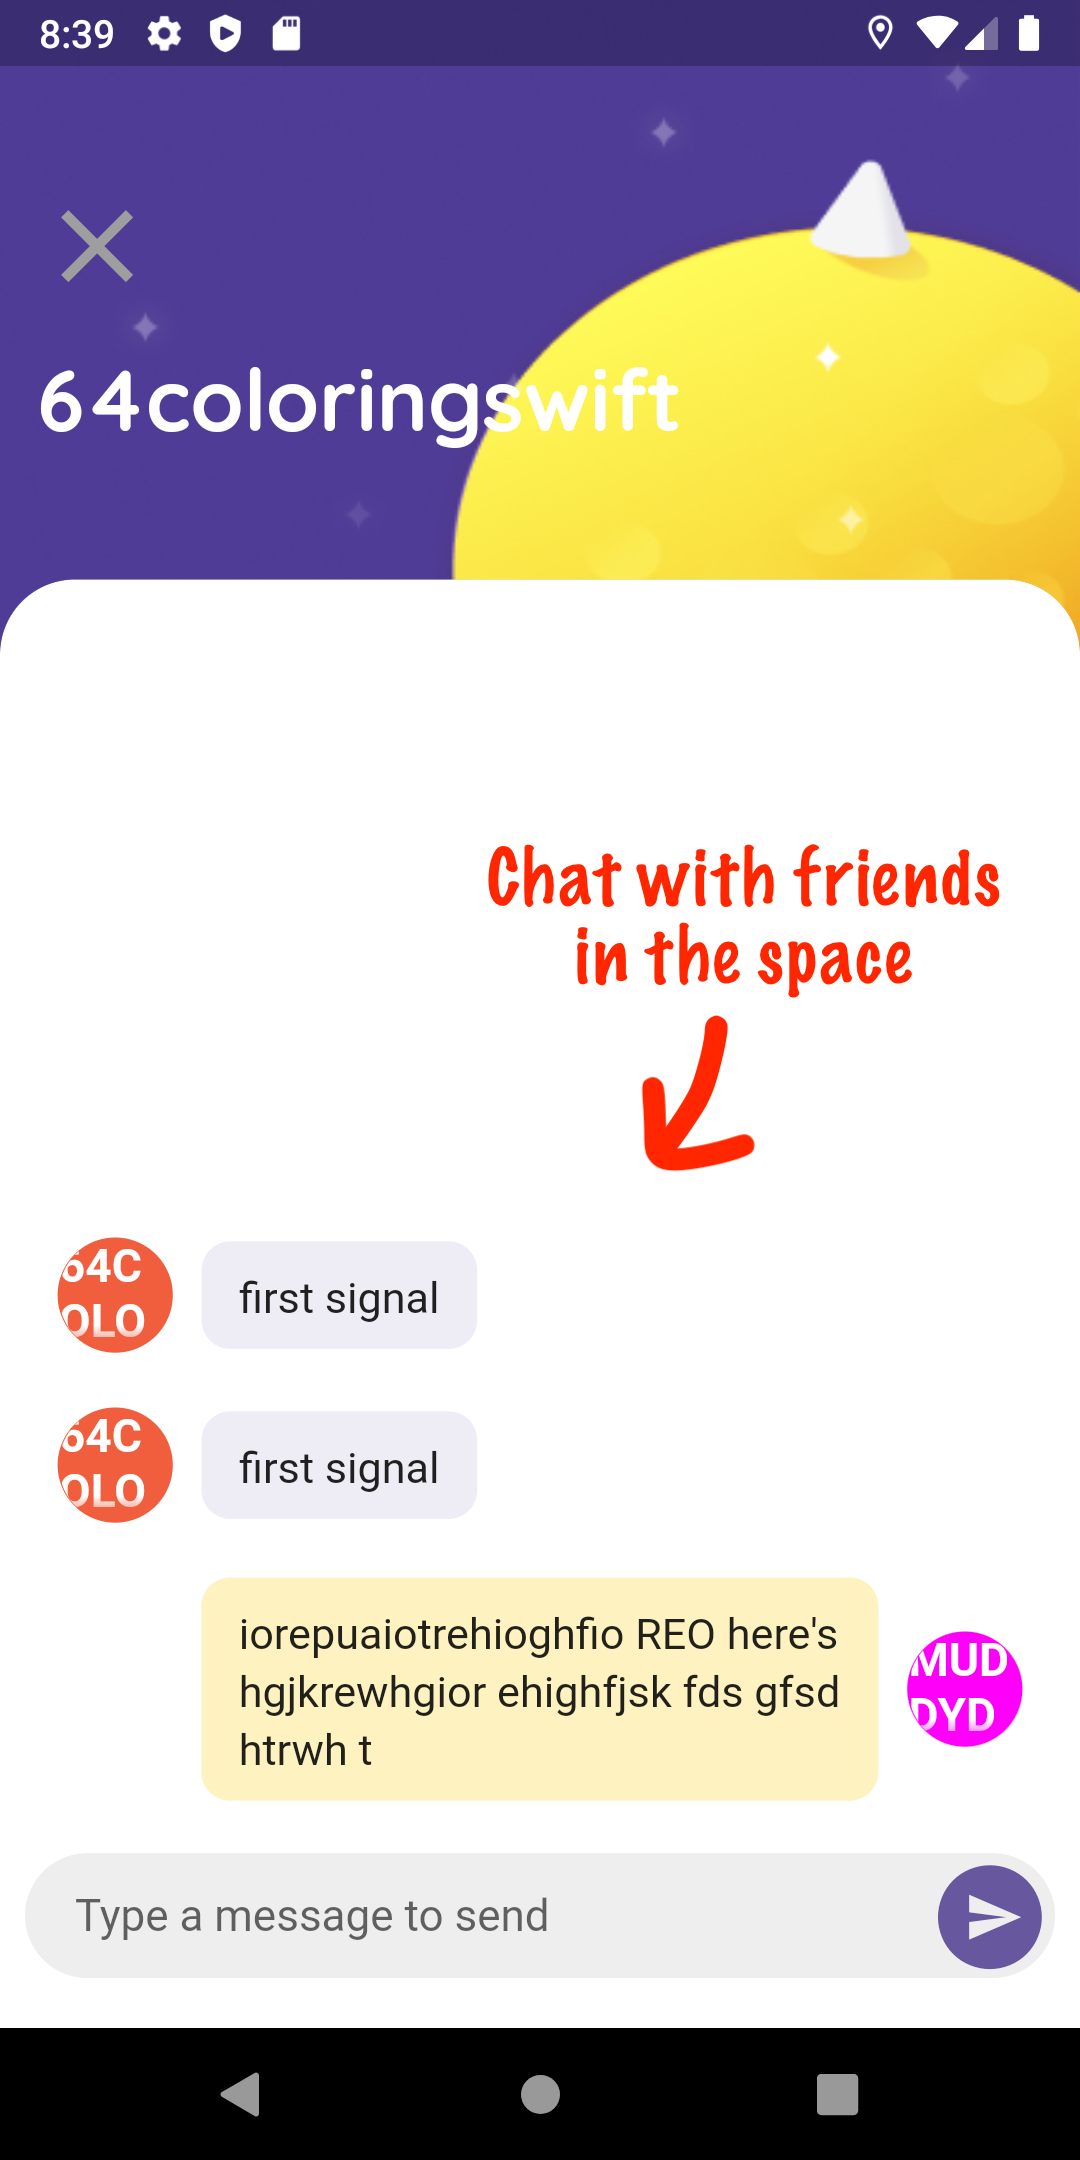 8:39
64coloringswift
Chat with friends
in the space
64C
OLO
first signal
64C
OLO
first signal
iorepuaiotrehioghfio REO here's
hgjkrewhgior ehighfjsk fds gfsd
htrwh t
MUD
DYD
Type a message to send